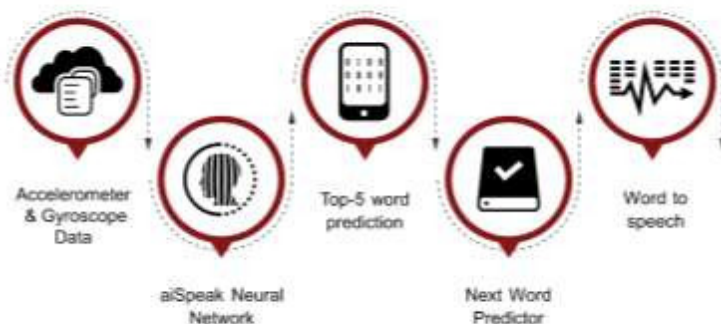 Accelerometer
& Gyroscope
Data
aiSpeak Neural
Network
Top-5 word
prediction
Next Word
Predictor
Word to
speech